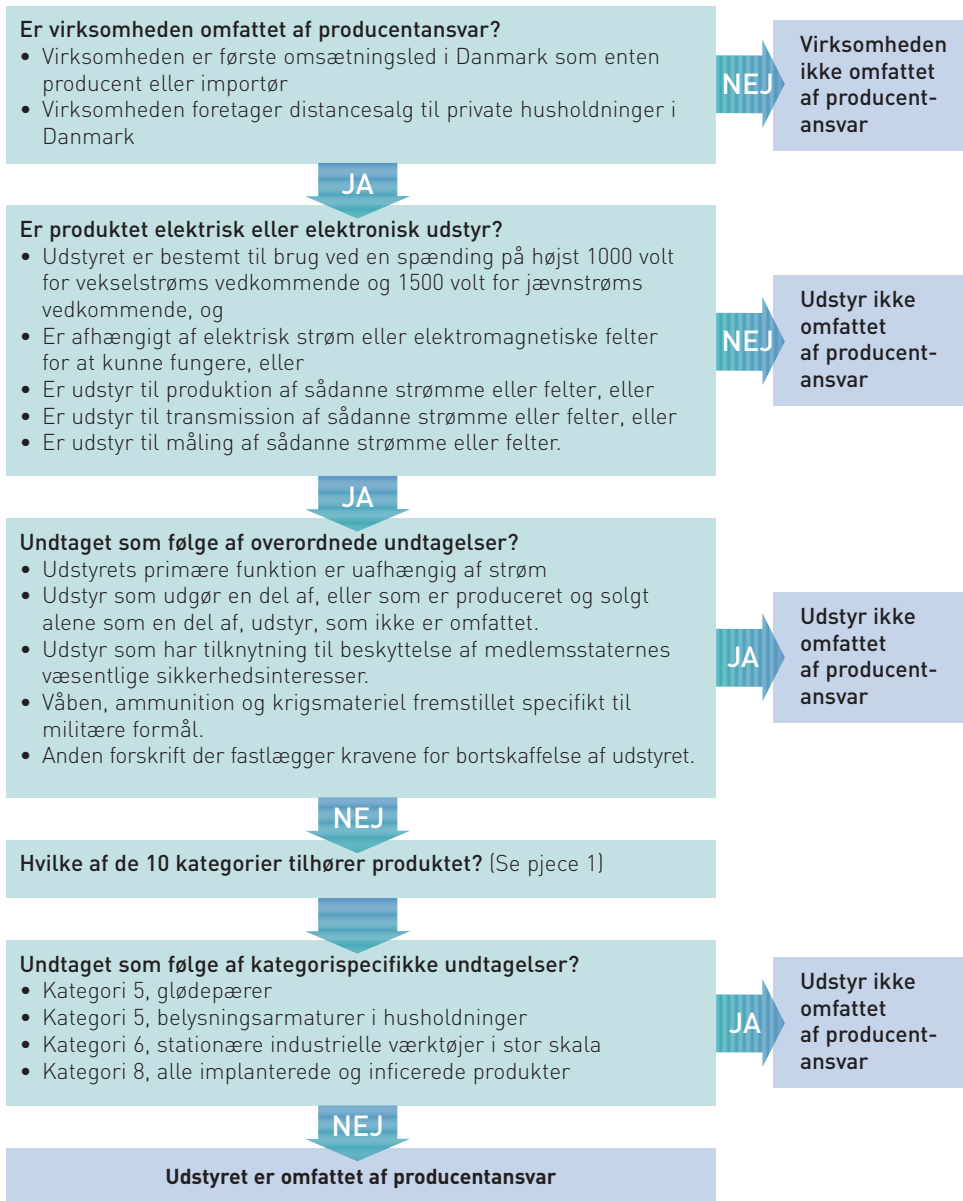 Er virksomheden omfattet af producentansvar?
• Virksomheden er første omsætningsled i Danmark som enten
producent eller importør
• Virksomheden foretager distancesalg til private husholdninger i
Danmark
NEJ
Virksomheden
ikke omfattet
af producent-
ansvar
JA
Er produktet elektrisk eller elektronisk udstyr?
• Udstyret er bestemt til brug ved en spænding på højst 1000 volt
for vekselstrøms vedkommende og 1500 volt for jævnstrøms
vedkommende, og
• Er afhængigt af elektrisk strøm eller elektromagnetiske felter
for at kunne fungere, eller
• Er udstyr til produktion af sådanne strømme eller felter, eller
• Er udstyr til transmission af sådanne strømme eller felter, eller
• Er udstyr til måling af sådanne strømme eller felter.
NEJ
Udstyr ikke
omfattet
af producent-
ansvar
JA
Undtaget som følge af overordnede undtagelser?
• Udstyrets primære funktion er uafhængig af strøm
• Udstyr som udgør en del af, eller som er produceret og solgt
alene som en del af, udstyr, som ikke er omfattet.
• Udstyr som har tilknytning til beskyttelse af medlemsstaternes
væsentlige sikkerhedsinteresser.
• Våben, ammunition og krigsmateriel fremstillet specifikt til
militære formål.
• Anden forskrift der fastlægger kravene for bortskaffelse af udstyret.
JA
Udstyr ikke
omfattet
af producent-
ansvar
NEJ
Hvilke af de 10 kategorier tilhører produktet? (Se pjece 1)
Undtaget som følge af kategorispecifikke undtagelser?
• Kategori 5, glødepærer
• Kategori 5, belysningsarmaturer i husholdninger
• Kategori 6, stationære industrielle værktøjer i stor skala
• Kategori 8, alle implanterede og inficerede produkter
JA
Udstyr ikke
omfattet
af producent-
ansvar
NEJ
Udstyret er omfattet af producentansvar